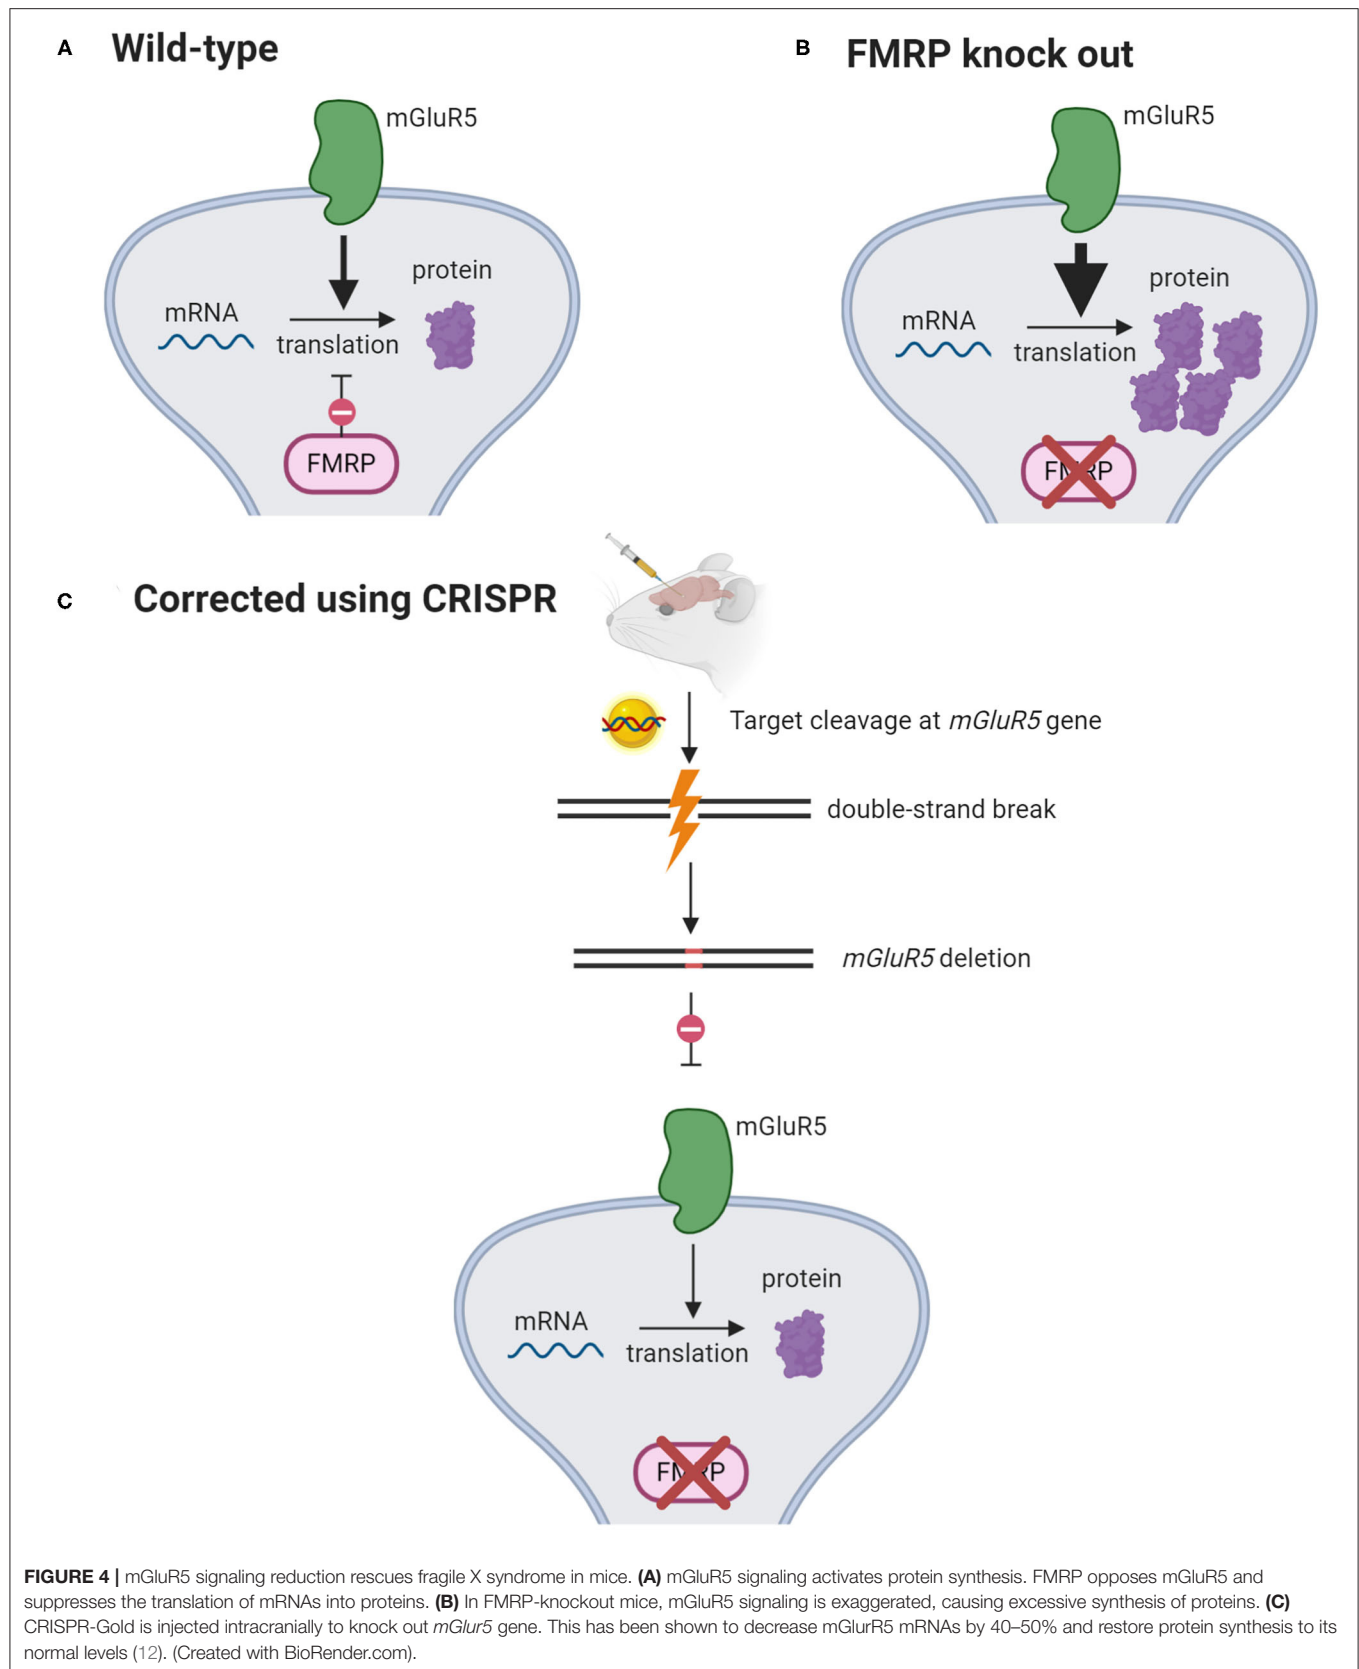 A Wild-type
B FMRP knock out
mGluR5
mGluR5
protein
mRNA
translation
FMRP
protein
mRNA
translation
FMRP
C Corrected using CRISPR
Target cleavage at mGluR5 gene
double-strand break
mGluR5 deletion
mGluR5
protein
mRNA
translation
FMRP
FIGURE 4 | mGluR5 signaling reduction rescues fragile X syndrome in mice. (A) mGluR5 signaling activates protein synthesis. FMRP opposes mGluR5 and
suppresses the translation of mRNAs into proteins. (B) In FMRP-knockout mice, mGluR5 signaling is exaggerated, causing excessive synthesis of proteins. (C)
CRISPR-Gold is injected intracranially to knock out mGlur5 gene. This has been shown to decrease mGlurR5 mRNAs by 40–50% and restore protein synthesis to its
normal levels (12). (Created with BioRender.com).